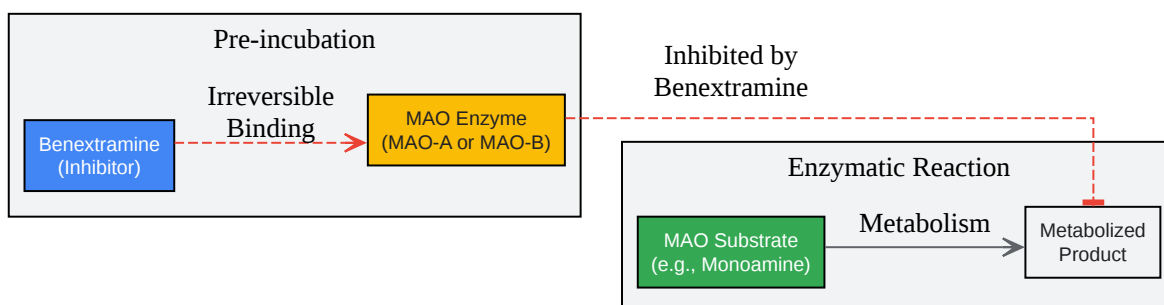 Pre-incubation
Irreversible
Binding
Benextramine
(Inhibitor)
MAO Enzyme
(MAO-A or MAO-B)
Inhibited by
Benextramine
Enzymatic Reaction
MAO Substrate
(e.g., Monoamine)
Metabolism
Metabolized
Product